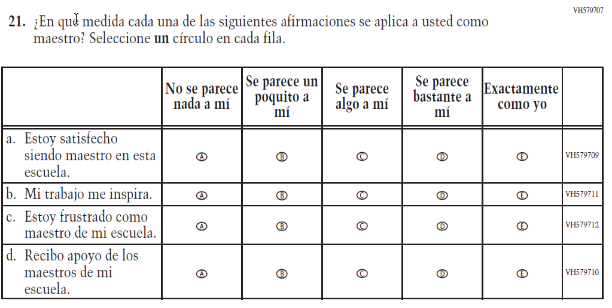 VH579707
21. ¿En qué medida cada una de las siguientes afirmaciones se aplica a usted como
maestro? Seleccione un círculo en cada fila.
No se parece nada a mí
Se parece un poquito a mí
Se parece algo a mí
Se parece bastante a mí
Exactamente como yo
a. Estoy satisfecho
siendo maestro en esta
escuela.
A B C D E VH579709
b. Mi trabajo me inspira. A B C D E VH579711
c. Estoy frustrado como
maestro de mi escuela.
A B C D E VH579712
d. Recibo apoyo de los
maestros de mi
escuela.
A B C D E VH579710